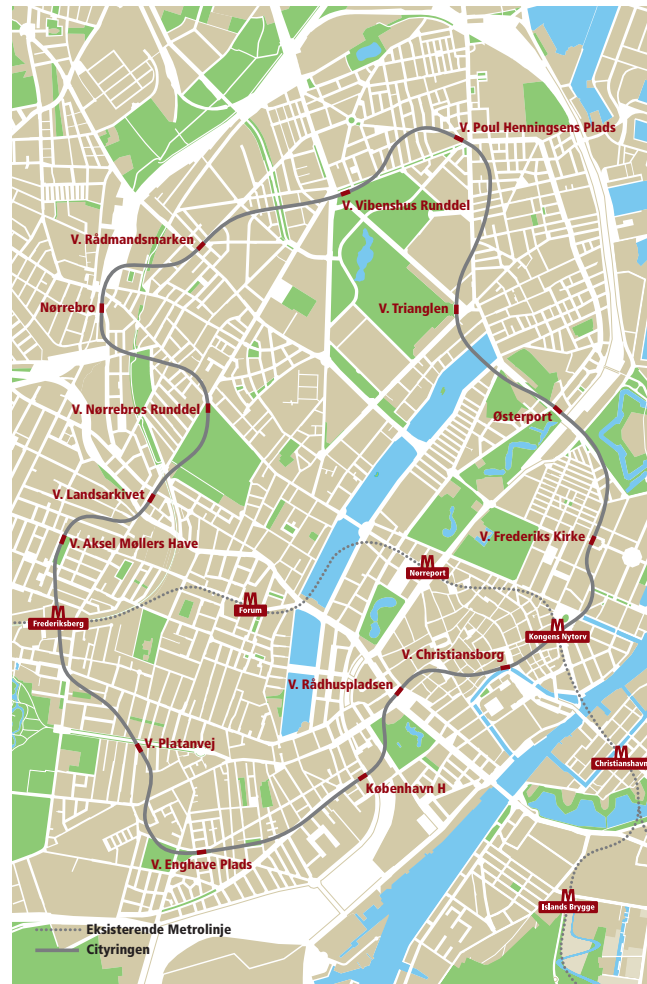 V. Poul Henningsens Plads
V. Vibenshus Runddel
V. Rådmandsmarken
Nørrebro
V. Trianglen
V. Nørrebros Runddel
Østerport
V. Landsarkivet
V. Aksel Møllers Have
V. Frederiks Kirke
M
Nørreport
M
Forum
M
Frederiksberg
M
Kongens Nytorv
V. Christiansborg
V. Rådhuspladsen
V. Platanvej
M
Christianshavn
København H
V. Enghave Plads
M
Islands Brygge
Eksisterende Metrolinje
Cityringen